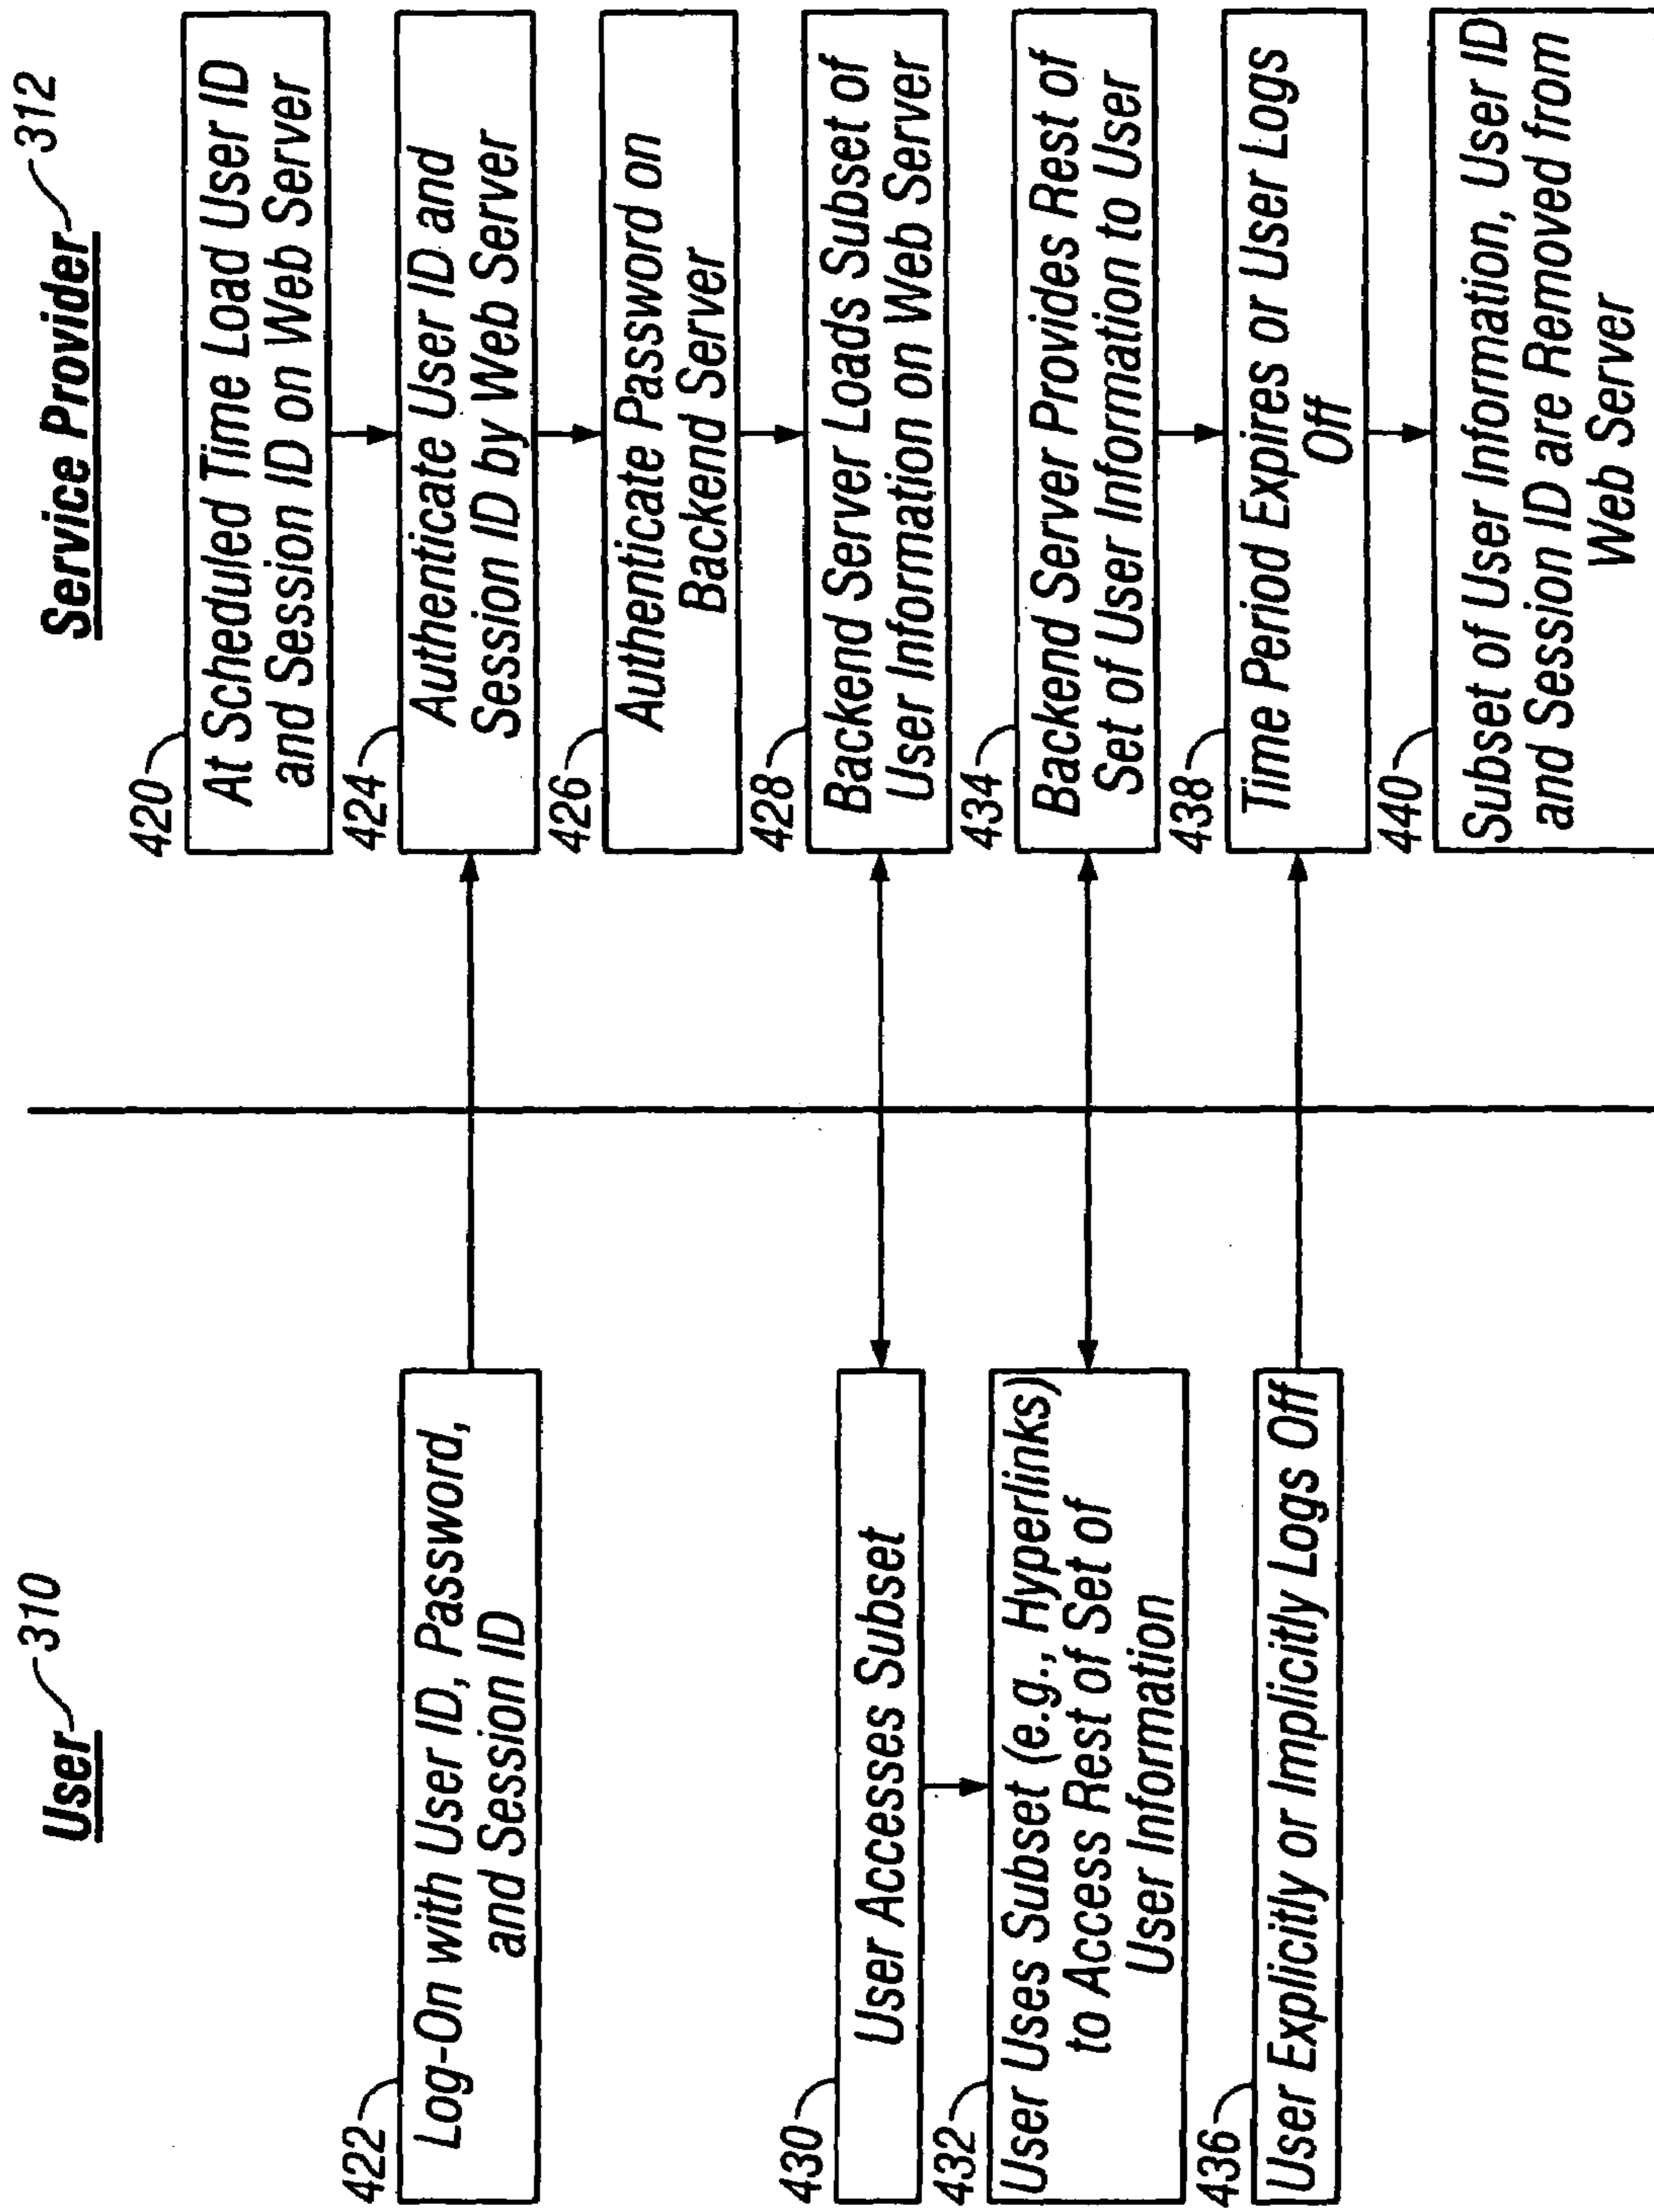 User 310
422
Log-On with User ID, Password,
and Session ID
430
User Accesses Subset
432
User Uses Subset (e.g., Hyperlinks)
to Access Rest of Set of
User Information
436
User Explicitly or Implicitly Logs Off
Service Provider 312
420
At Scheduled Time Load User ID
and Session ID on Web Server
424
Authenticate User ID and
Session ID by Web Server
426
Authenticate Password on
Backend Server
428
Backend Server Loads Subset of
User Information on Web Server
434
Backend Server Provides Rest of
Set of User Information to User
438
Time Period Expires or User Logs
Off
440
Subset of User Information, User ID
and Session ID are Removed from
Web Server